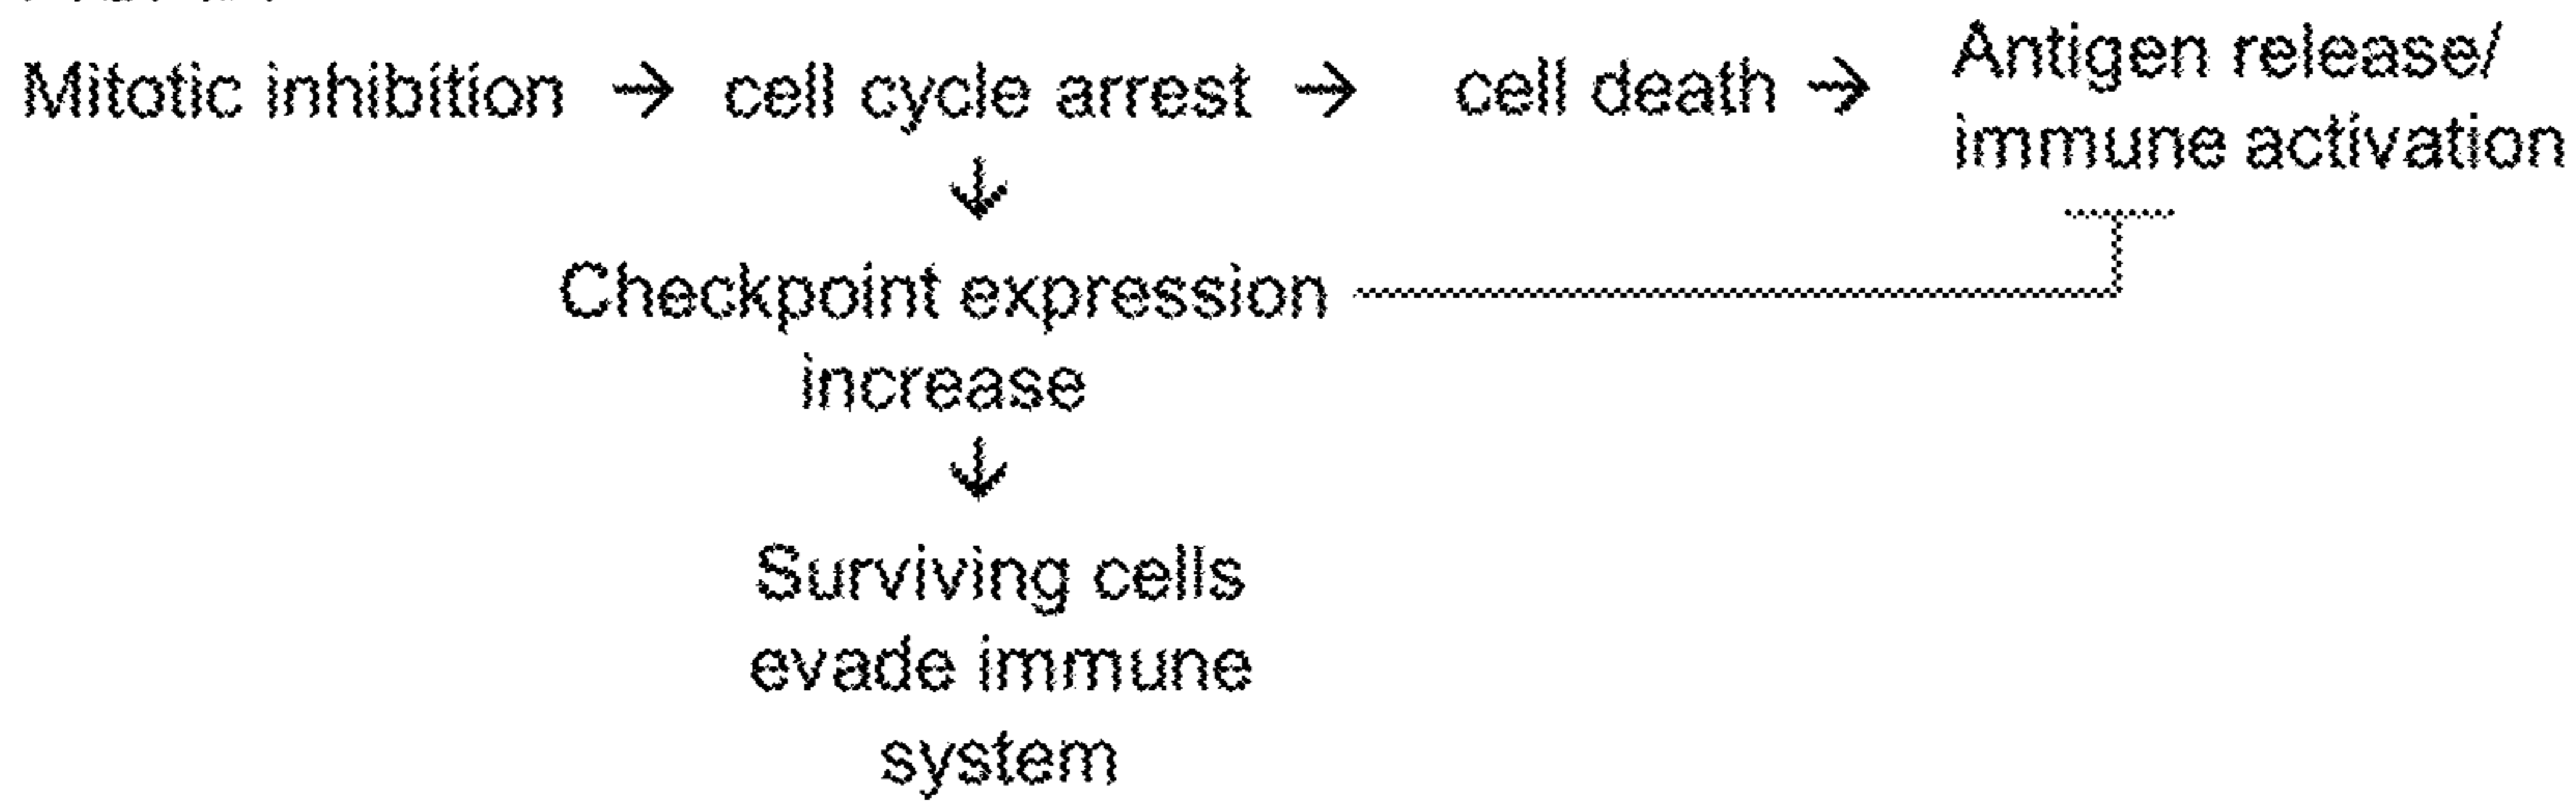 Mitotic inhibition → cell cycle arrest → cell death → Antigen release/
immune activation
↓
Checkpoint expression
increase
↓
Surviving cells
evade immune
system